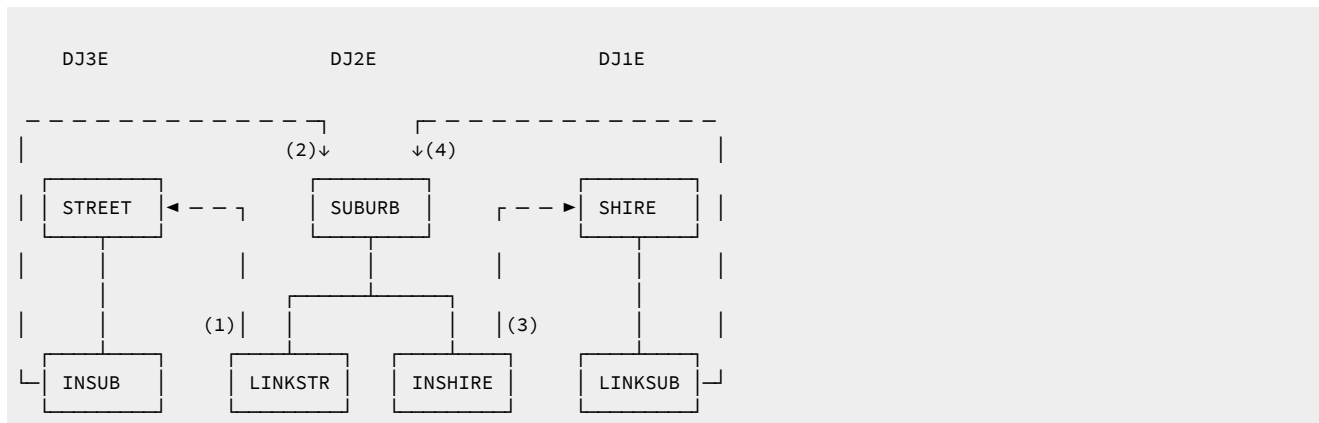 DJ3E DJ2E DJ1E
(2) (4)
STREET SUBURB SHIRE
(1) (3)
INSUB LINKSTR INSHIRE LINKSUB